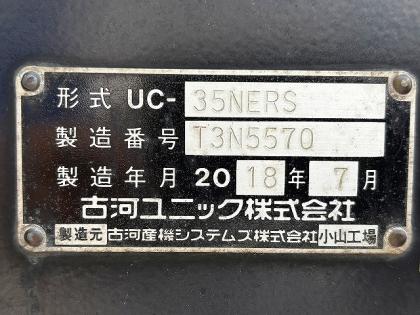 形式 UC- 35NERS
製造番号 T3N5570
製造年月 2018年 7月
古河ユニック株式会社
製造元 古河産機システムズ株式会社 小山工場